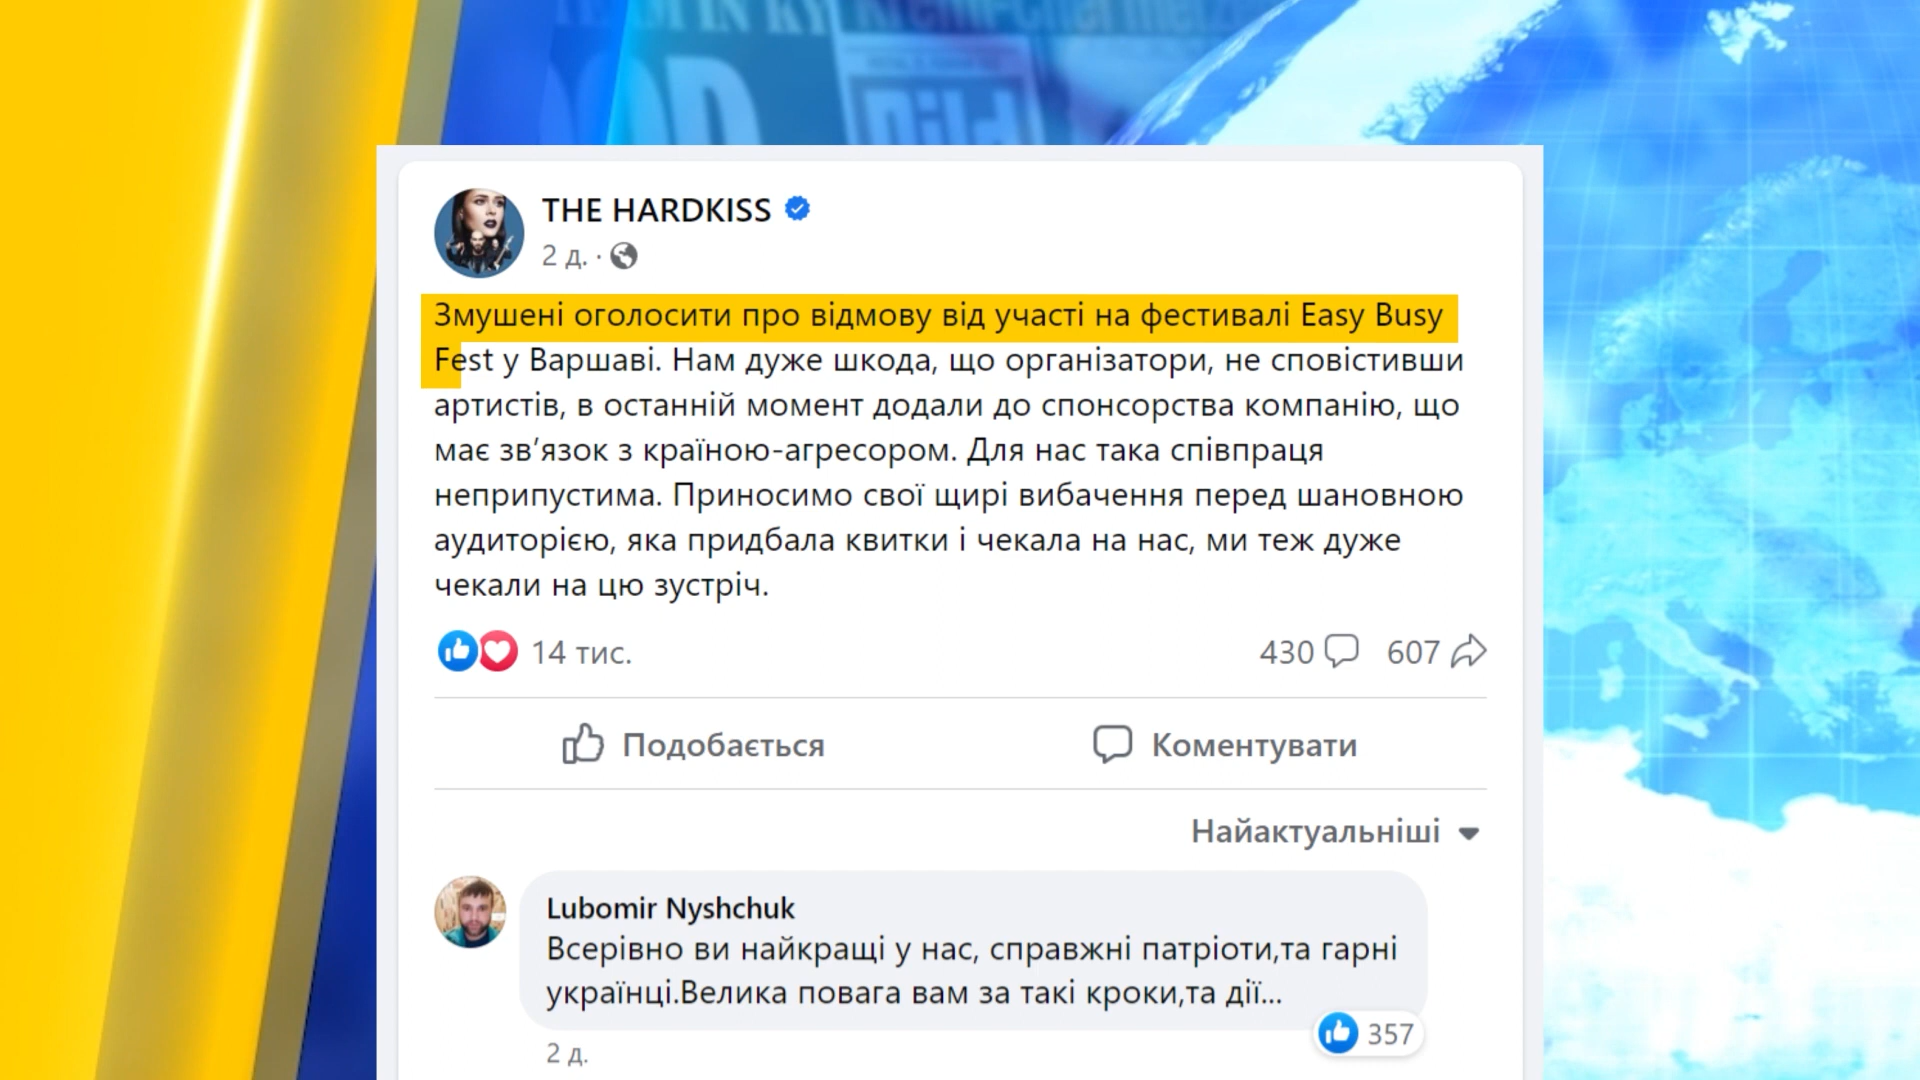 THE HARDKISS
2 д. ·
Змушені оголосити про відмову від участі на фестивалі Easy Busy
Fest у Варшаві. Нам дуже шкода, що організатори, не сповістивши
артистів, в останній момент додали до спонсорства компанію, що
має зв’язок з країною-агресором. Для нас така співпраця
неприпустима. Приносимо свої щирі вибачення перед шановною
аудиторією, яка придбала квитки і чекала на нас, ми теж дуже
чекали на цю зустріч.
14 тис.
430
607
Подобається
Коментувати
Найактуальніші
Lubomir Nyshchuk
Всерівно ви найкращі у нас, справжні патріоти,та гарні
українці.Велика повага вам за такі кроки,та дії...
357
2 д.